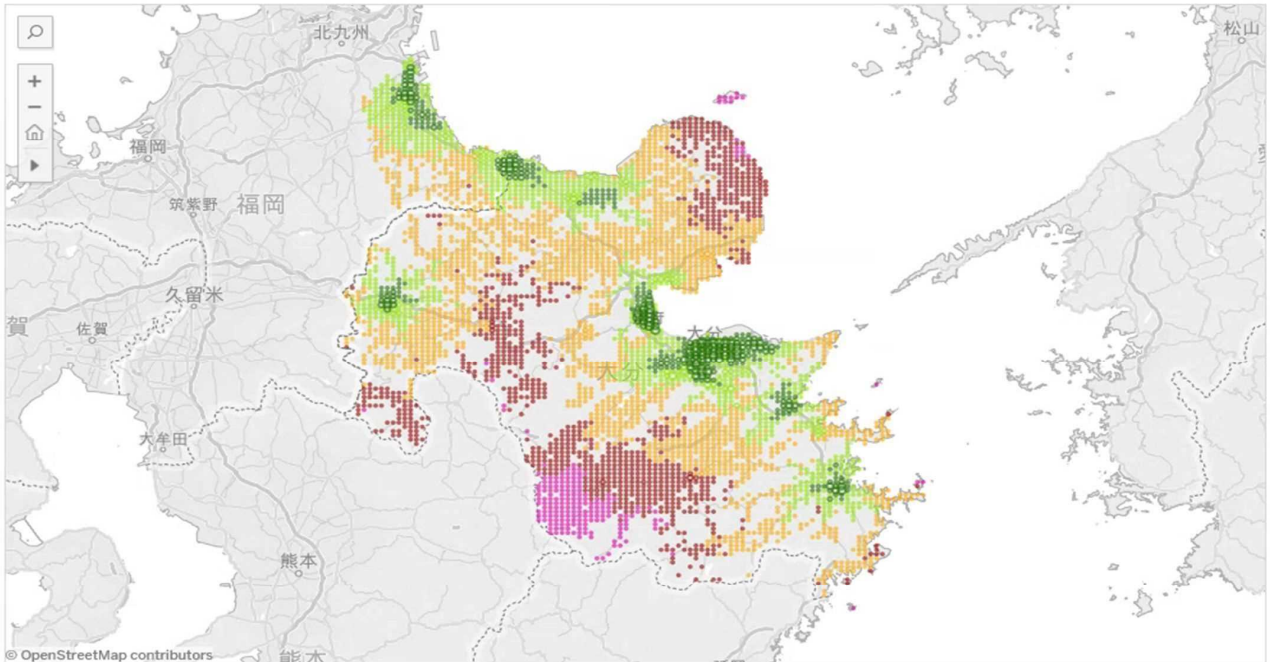 北九州
松山
福岡
筑紫野
福岡
久留米
賀
佐賀
大分
大分
大牟田
熊本
熊本
© OpenStreetMap contributors